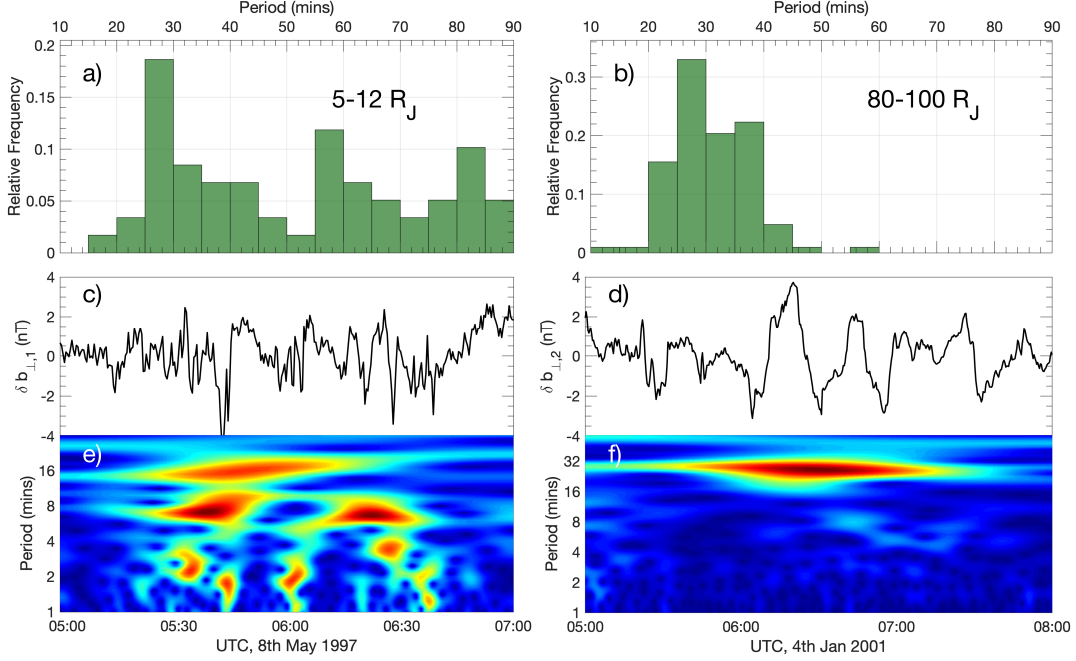 Period (mins)
10 20 30 40 50 60 70 80 90
0.2
0.15
0.1
0.05
0
Relative Frequency
a)
5-12 R_J
Period (mins)
10 20 30 40 50 60 70 80 90
0.3
0.2
0.1
0
Relative Frequency
b)
80-100 R_J
4
2
0
-2
-4
δ b_⊥,1 (nT)
c)
4
2
0
-2
-4
δ b_⊥,2 (nT)
d)
16
8
4
2
1
Period (mins)
e)
05:00 05:30 06:00 06:30 07:00
UTC, 8th May 1997
32
16
8
4
2
1
Period (mins)
f)
05:00 06:00 07:00 08:00
UTC, 4th Jan 2001